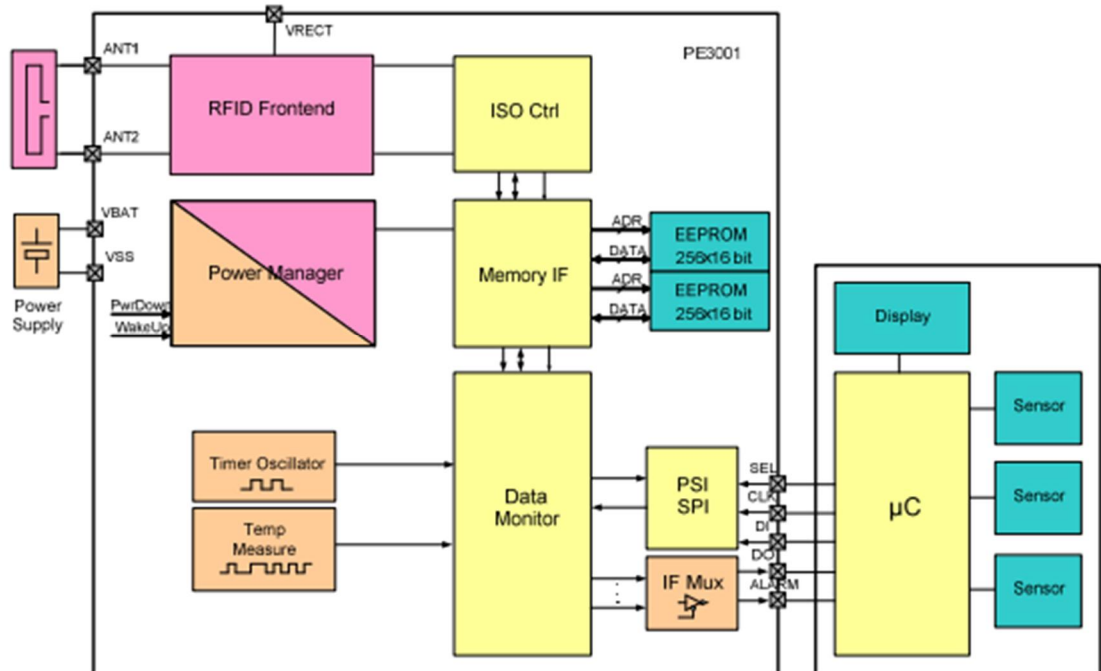 VRECT
PE3001
ANT1
RFID Frontend
ISO Ctrl
ANT2
VBAT
VSS
Power
Supply
PwrDown
WakeUp
Power Manager
Memory IF
ADR
DATA
ADR
DATA
EEPROM
256x16 bit
EEPROM
256x16 bit
Display
Timer Oscillator
Temp
Measure
Data
Monitor
PSI
SPI
IF Mux
SEL
CLK
DI
DO
ALARM
µC
Sensor
Sensor
Sensor